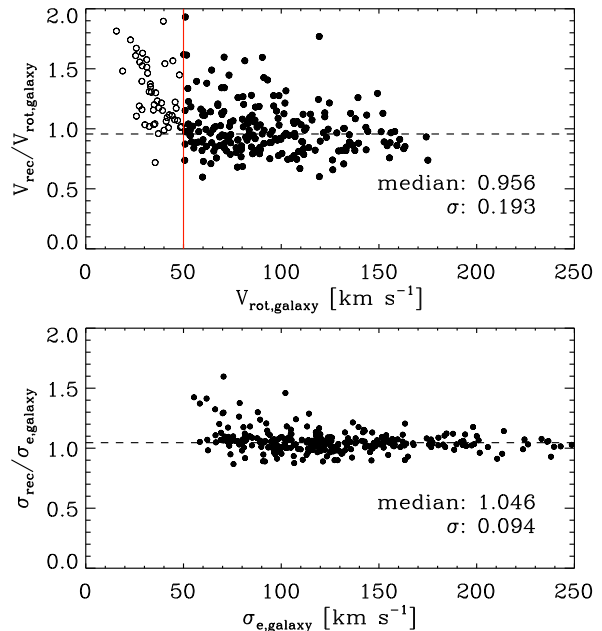 2.0
1.5
1.0
0.5
0.0
V_rec/V_rot,galaxy
median: 0.956
σ: 0.193
0 50 100 150 200 250
V_rot,galaxy [km s^-1]
2.0
1.5
1.0
0.5
0.0
σ_rec/σ_e,galaxy
median: 1.046
σ: 0.094
0 50 100 150 200 250
σ_e,galaxy [km s^-1]